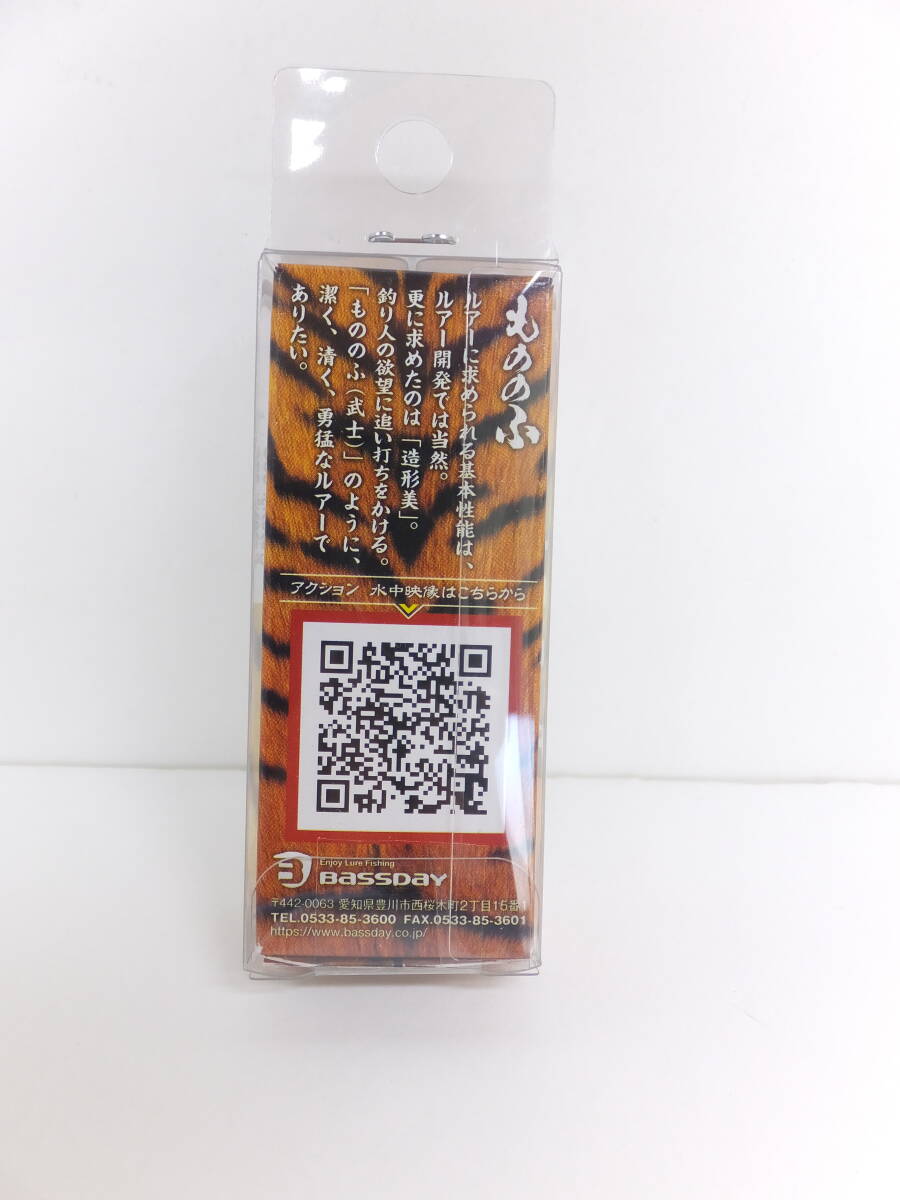 もののふ
ルアーに求められる基本性能は、
ルアー開発では当然。
更に求めたのは「造形美」。
釣り人の欲望に追い打ちをかける。
「もののふ（武士）」のように、
潔く、清く、勇猛なルアーで
ありたい。
アクション 水中映像はこちらから
Enjoy Lure Fishing
BASSDAY
〒442-0063 愛知県豊川市西桜木町2丁目15番1
TEL.0533-85-3600 FAX.0533-85-3601
https://www.bassday.co.jp/